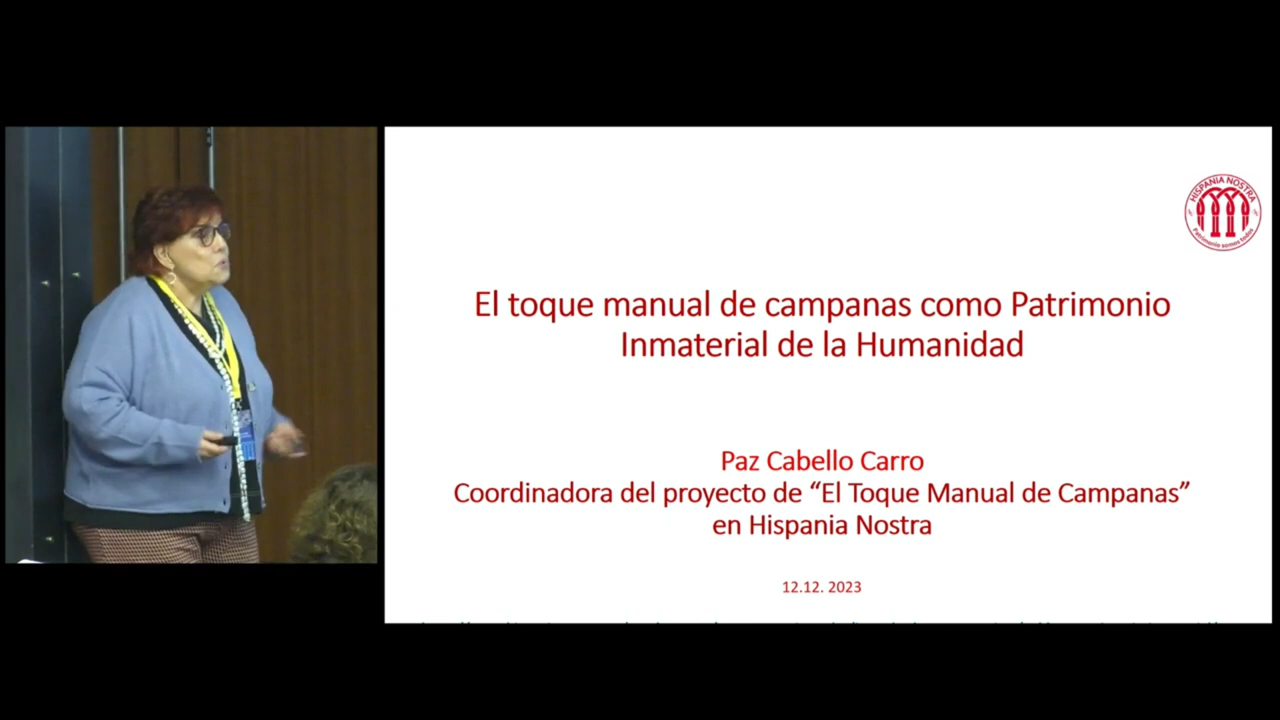 HISPANIA NOSTRA
Patrimonio somos todos
El toque manual de campanas como Patrimonio
Inmaterial de la Humanidad
Paz Cabello Carro
Coordinadora del proyecto de “El Toque Manual de Campanas”
en Hispania Nostra
12.12. 2023